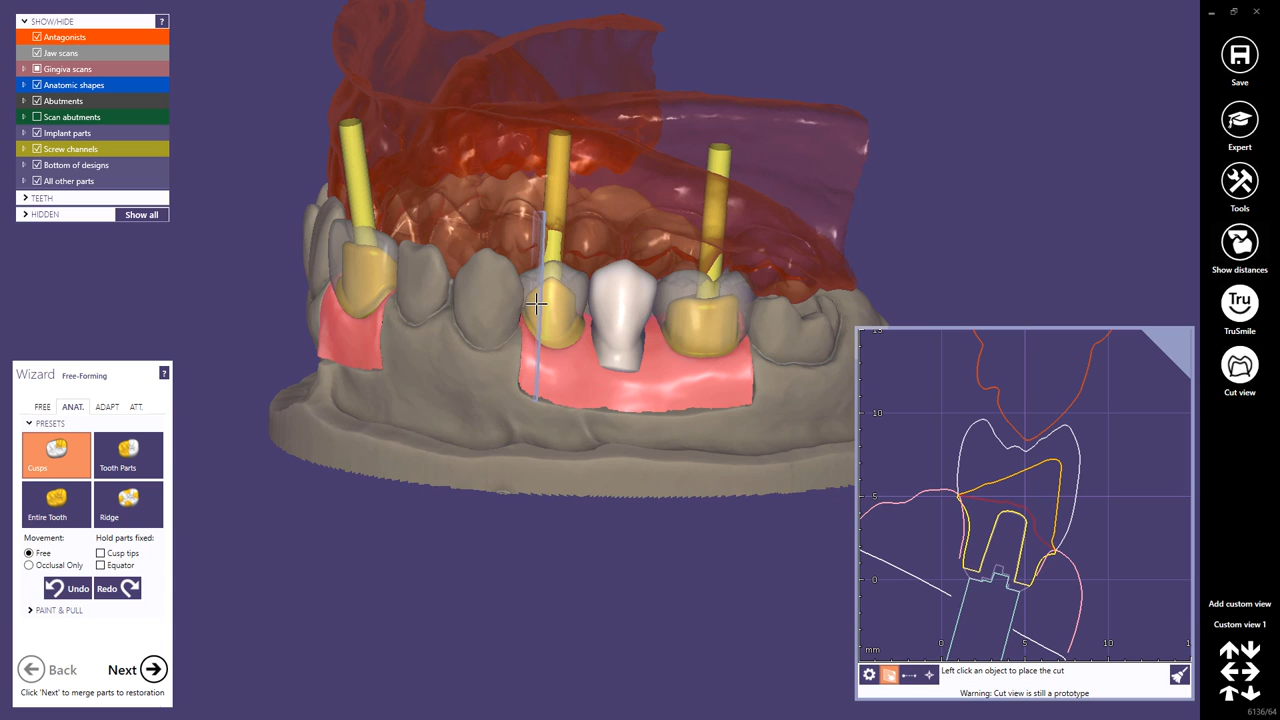 SHOW/HIDE
?
Antagonists
Jaw scans
Gingiva scans
Anatomic shapes
Abutments
Scan abutments
Implant parts
Screw channels
Bottom of designs
All other parts
TEETH
HIDDEN
Show all
Wizard Free-Forming ?
FREE ANAT. ADAPT ATT.
PRESETS
Cusps Tooth Parts
Entire Tooth Ridge
Movement: Hold parts fixed:
Free Cusp tips
Occlusal Only Equator
Undo Redo
PAINT & PULL
Back Next
Click 'Next' to merge parts to restoration
Save
Expert
Tools
Show distances
Tru
TruSmile
Cut view
15
10
5
0
mm
0 5 10 1
Left click an object to place the cut
Warning: Cut view is still a prototype
Add custom view
Custom view 1
6136/64